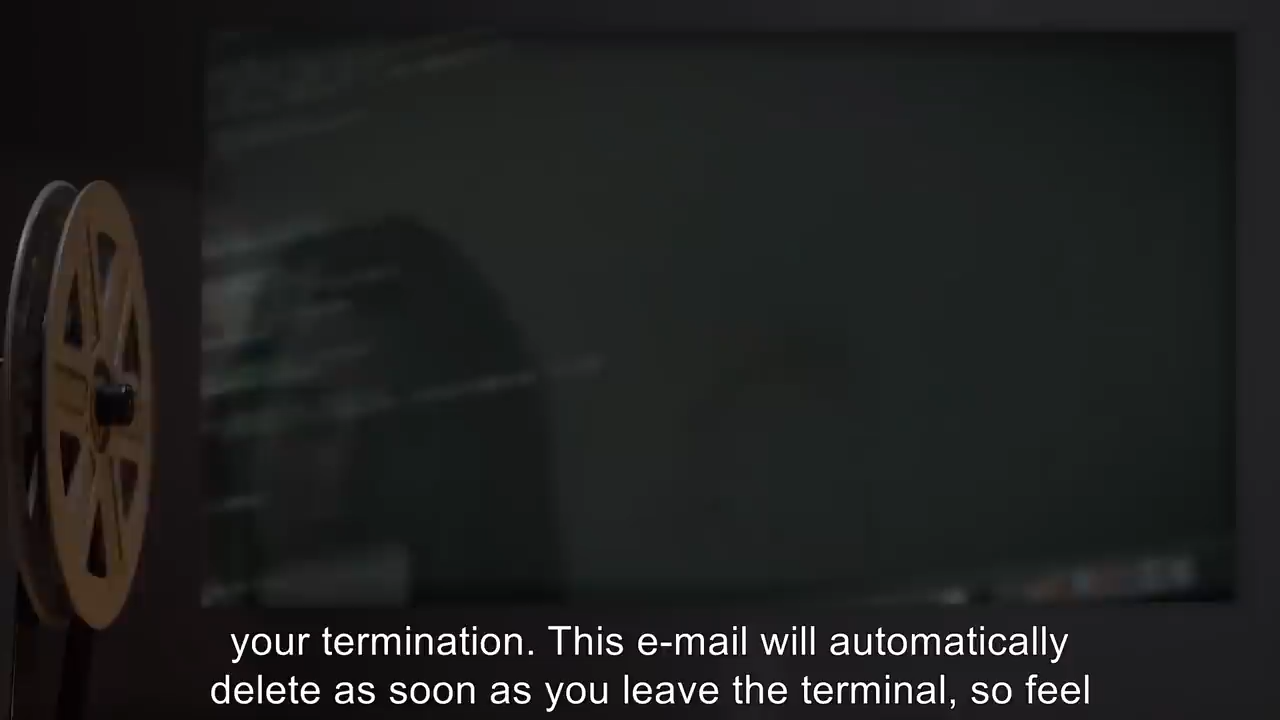 your termination. This e-mail will automatically
delete as soon as you leave the terminal, so feel